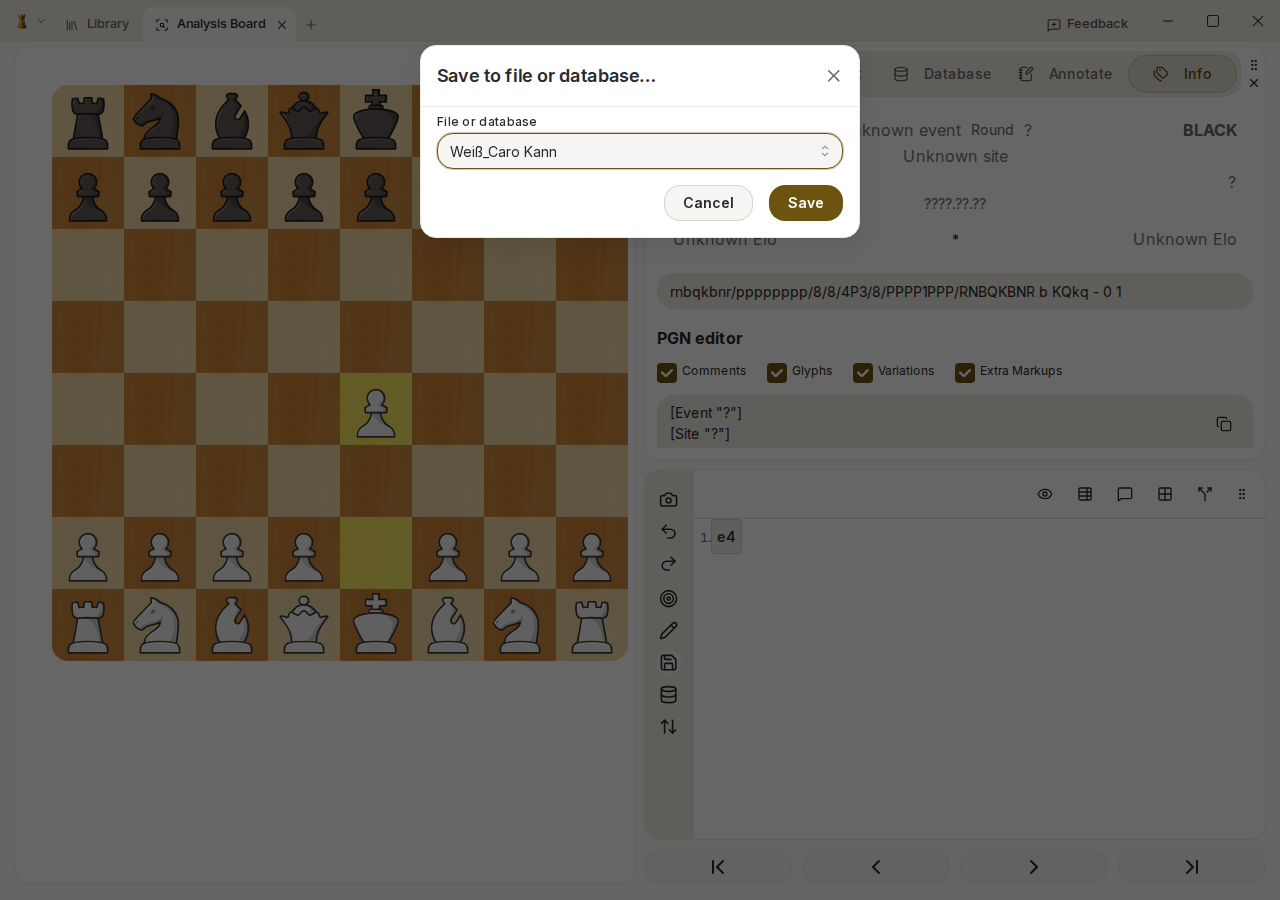 Library
Analysis Board
Feedback
Save to file or database...
File or database
Weiß_Caro Kann
Cancel
Save
Database
Annotate
Info
known event Round ?
BLACK
Unknown site
?
????.??.??
Unknown Elo
*
Unknown Elo
rnbqkbnr/pppppppp/8/8/4P3/8/PPPP1PPP/RNBQKBNR b KQkq - 0 1
PGN editor
Comments
Glyphs
Variations
Extra Markups
[Event "?"]
[Site "?"]
1. e4